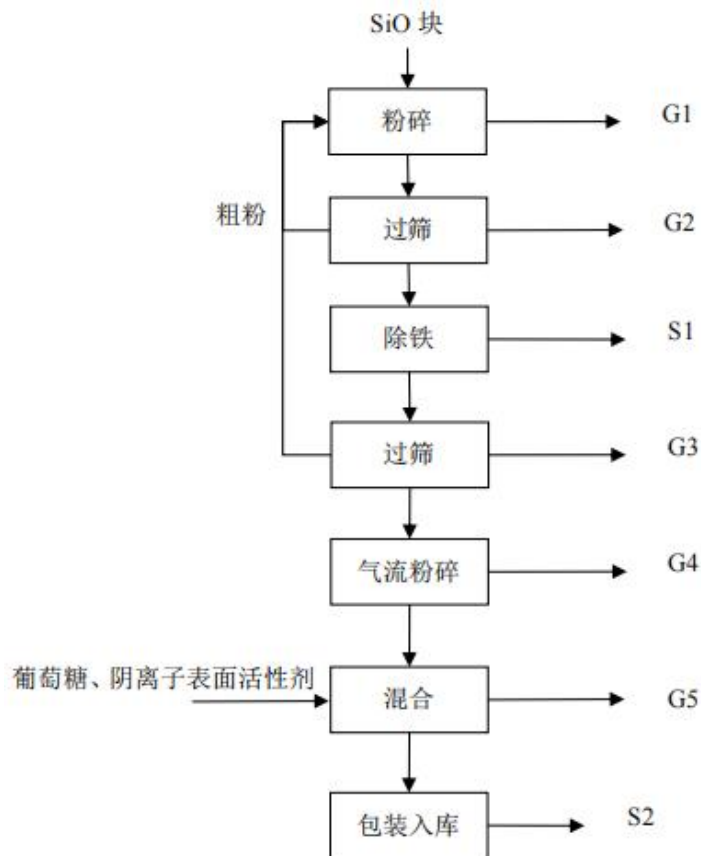 SiO 块
粉碎
G1
粗粉
过筛
G2
除铁
S1
过筛
G3
气流粉碎
G4
葡萄糖、阴离子表面活性剂
混合
G5
包装入库
S2